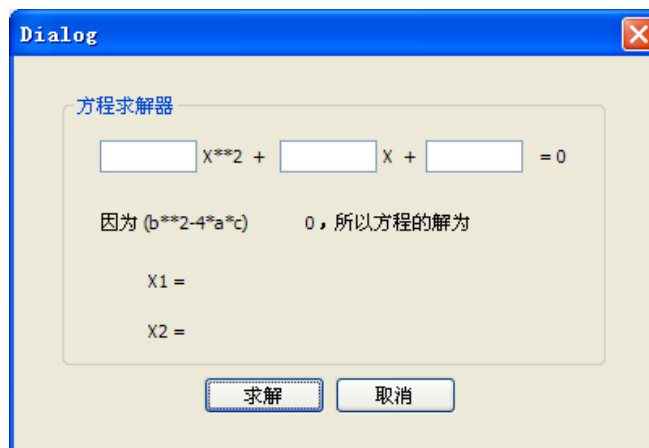 Dialog
方程求解器
X**2 + X + = 0
因为 (b**2-4*a*c) 0，所以方程的解为
X1 =
X2 =
求解 取消